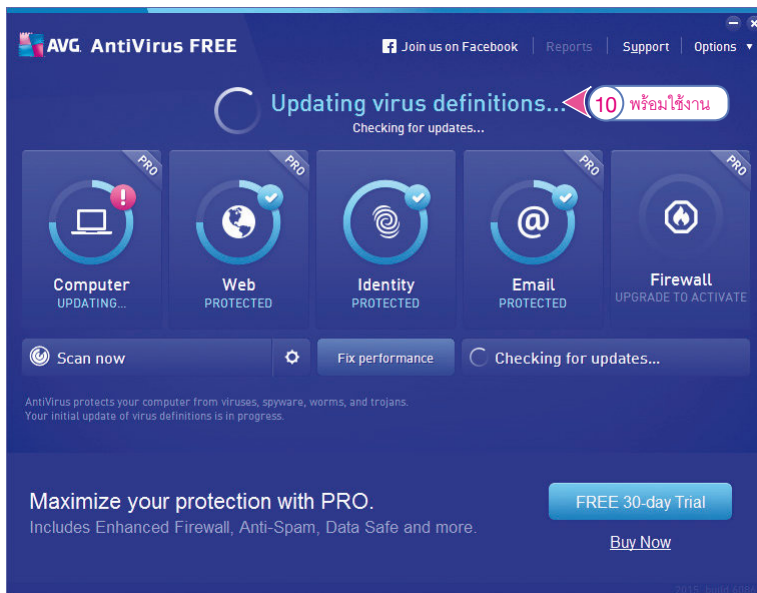 AVG. AntiVirus FREE
Join us on Facebook
Reports
Support
Options
Updating virus definitions...
10 พร้อมใช้งาน
Checking for updates...
PRO
PRO
PRO
PRO
Computer
UPDATING...
Web
PROTECTED
Identity
PROTECTED
Email
PROTECTED
Firewall
UPGRADE TO ACTIVATE
Scan now
Fix performance
Checking for updates...
AntiVirus protects your computer from viruses, spyware, worms, and trojans.
Your initial update of virus definitions is in progress.
Maximize your protection with PRO.
Includes Enhanced Firewall, Anti-Spam, Data Safe and more.
FREE 30-day Trial
Buy Now